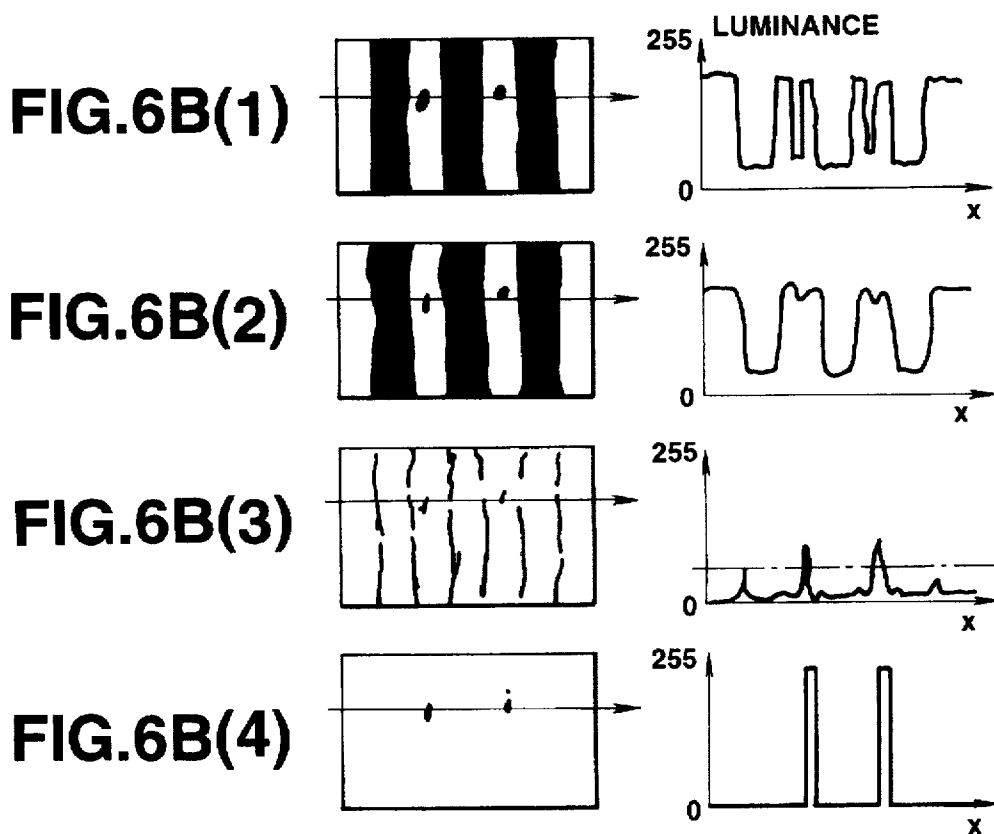 LUMINANCE
255
FIG.6B(1)
0
x
255
FIG.6B(2)
0
x
255
FIG.6B(3)
0
x
255
FIG.6B(4)
0
x